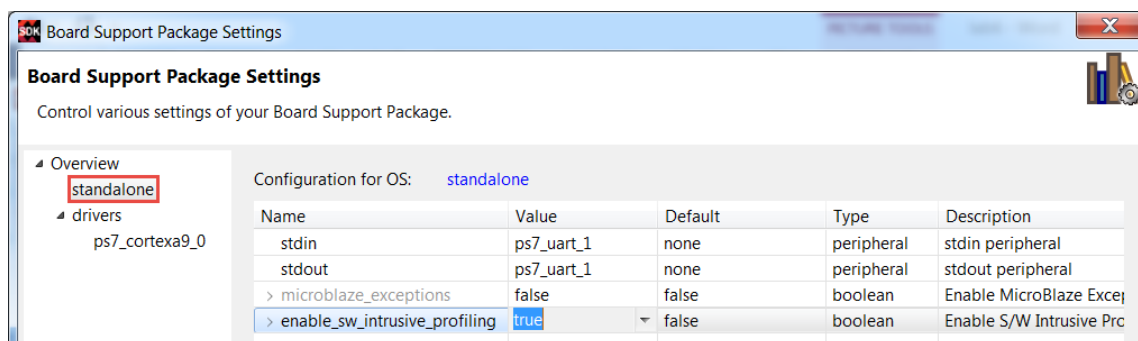 SDK Board Support Package Settings
Board Support Package Settings
Control various settings of your Board Support Package.
Overview
standalone
drivers
ps7_cortexa9_0
Configuration for OS: standalone
Name Value Default Type Description
stdin ps7_uart_1 none peripheral stdin peripheral
stdout ps7_uart_1 none peripheral stdout peripheral
microblaze_exceptions false false boolean Enable MicroBlaze Excep
enable_sw_intrusive_profiling true false boolean Enable S/W Intrusive Pro